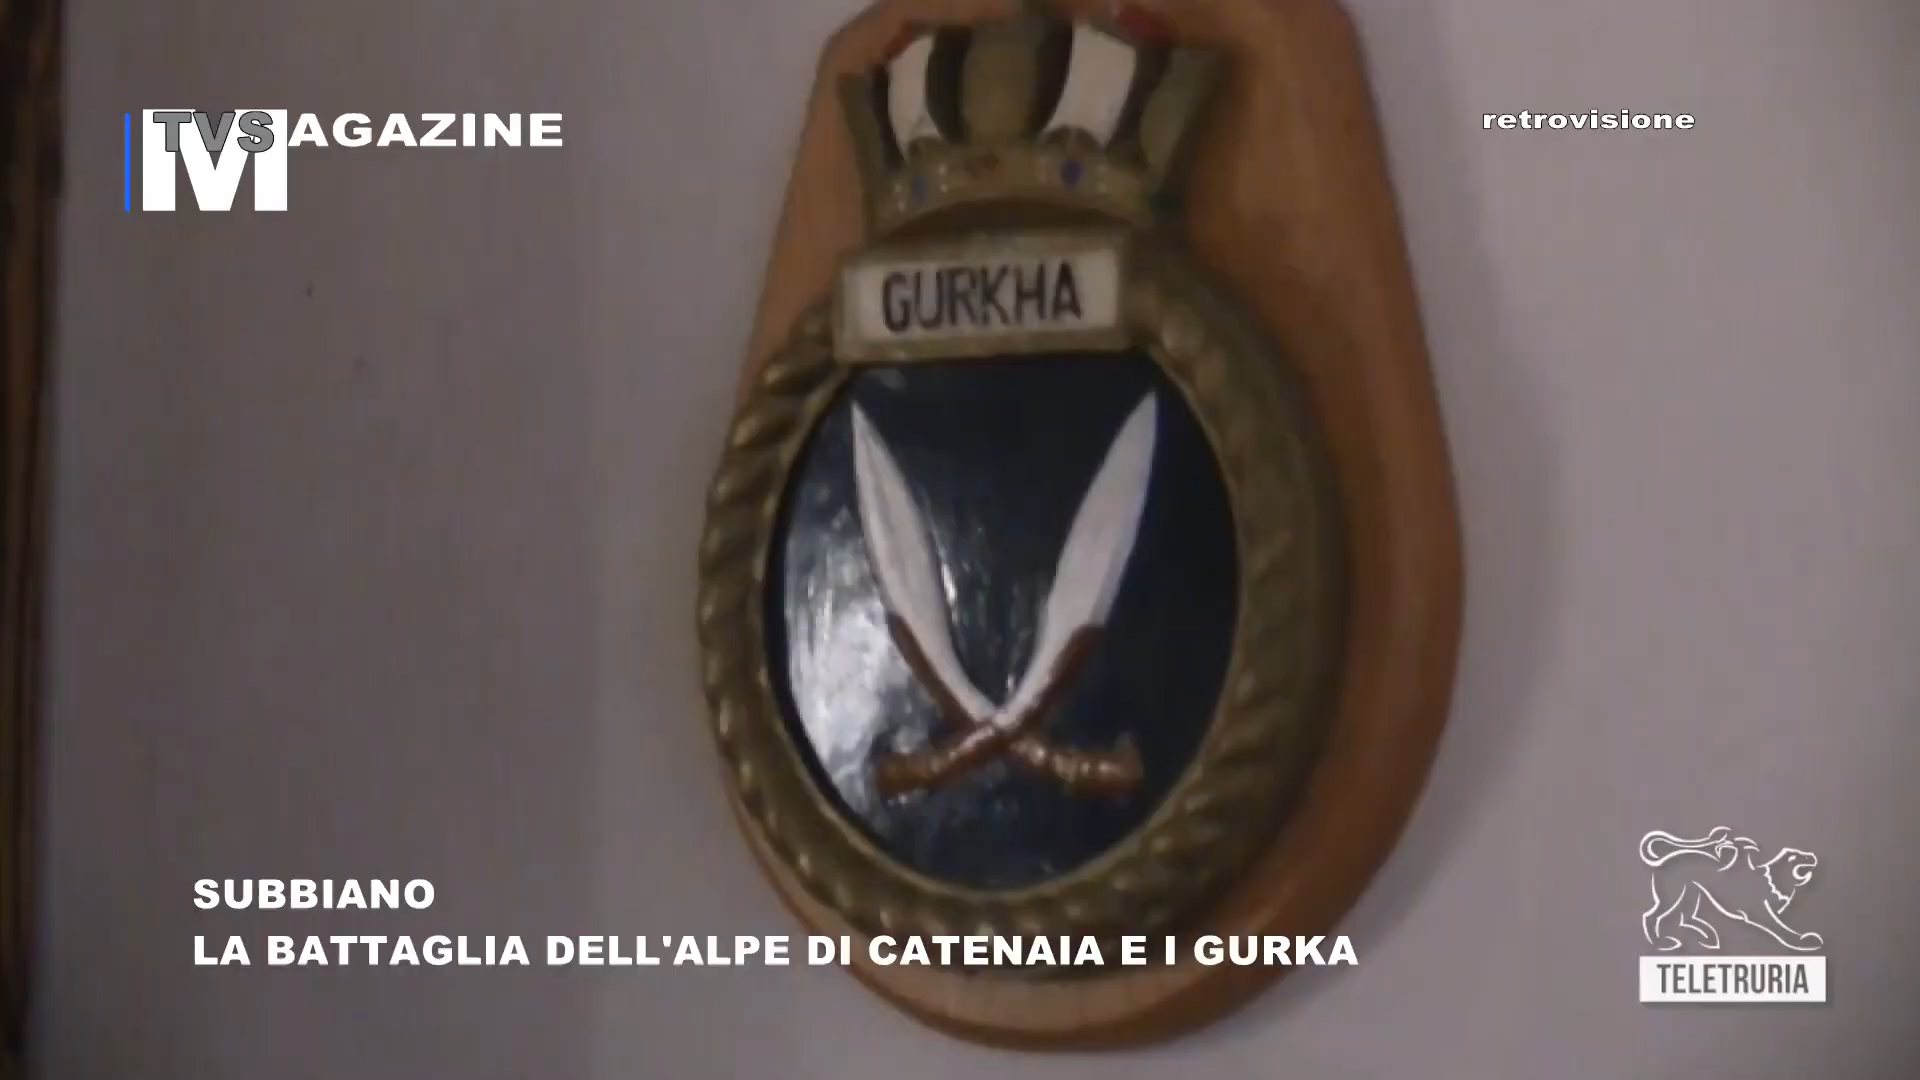 TVS MAGAZINE
retrovisione
GURKHA
SUBBIANO
LA BATTAGLIA DELL'ALPE DI CATENAIA E I GURKA
TELETRURIA